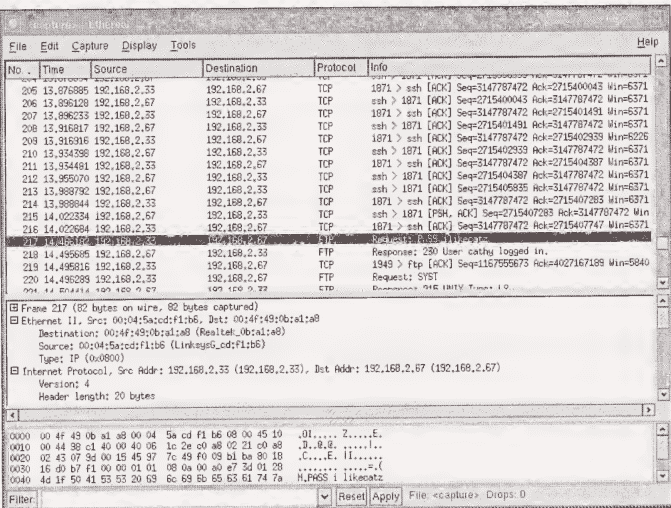 <capture> - Ethereal
File Edit Capture Display Tools Help
No. . Time Source Destination Protocol Info
205 13.876885 192.168.2.33 192.168.2.67 TCP 1871 > ssh [ACK] Seq=3147787472 Ack=2715400043 Win=6371
206 13.896128 192.168.2.67 192.168.2.33 TCP ssh > 1871 [ACK] Seq=2715400043 Ack=3147787472 Win=6371
207 13.896233 192.168.2.33 192.168.2.67 TCP 1871 > ssh [ACK] Seq=3147787472 Ack=2715401491 Win=6371
208 13.916817 192.168.2.67 192.168.2.33 TCP ssh > 1871 [ACK] Seq=2715401491 Ack=3147787472 Win=6371
209 13.916916 192.168.2.33 192.168.2.67 TCP 1871 > ssh [ACK] Seq=3147787472 Ack=2715402939 Win=6226
210 13.934398 192.168.2.67 192.168.2.33 TCP ssh > 1871 [ACK] Seq=2715402939 Ack=3147787472 Win=6371
211 13.934481 192.168.2.33 192.168.2.67 TCP 1871 > ssh [ACK] Seq=3147787472 Ack=2715404387 Win=6371
212 13.955070 192.168.2.67 192.168.2.33 TCP ssh > 1871 [ACK] Seq=2715404387 Ack=3147787472 Win=6371
213 13.988792 192.168.2.67 192.168.2.33 TCP ssh > 1871 [ACK] Seq=2715405835 Ack=3147787472 Win=6371
214 13.988844 192.168.2.33 192.168.2.67 TCP 1871 > ssh [ACK] Seq=3147787472 Ack=2715407283 Win=6371
215 14.022334 192.168.2.67 192.168.2.33 TCP ssh > 1871 [PSH, ACK] Seq=2715407283 Ack=3147787472 Win
216 14.022684 192.168.2.33 192.168.2.67 TCP 1871 > ssh [ACK] Seq=3147787472 Ack=2715407747 Win=6371
217 192.168.2.33 192.168.2.67 FTP Request: PASS ilikecatz
218 14.495685 192.168.2.67 192.168.2.33 FTP Response: 230 User cathy logged in.
219 14.495816 192.168.2.33 192.168.2.67 TCP 1949 > ftp [ACK] Seq=1167555673 Ack=4027167189 Win=5840
220 14.496289 192.168.2.33 192.168.2.67 FTP Request: SYST
Frame 217 (82 bytes on wire, 82 bytes captured)
Ethernet II, Src: 00:04:5a:cd:f1:b6, Dst: 00:4f:49:0b:a1:a8
Destination: 00:4f:49:0b:a1:a8 (Realtek_0b:a1:a8)
Source: 00:04:5a:cd:f1:b6 (LinksysG_cd:f1:b6)
Type: IP (0x0800)
Internet Protocol, Src Addr: 192.168.2.33 (192.168.2.33), Dst Addr: 192.168.2.67 (192.168.2.67)
Version: 4
Header length: 20 bytes
0000 00 4f 49 0b a1 a8 00 04 5a cd f1 b6 08 00 45 10 .OI..... Z.....E.
0010 00 44 98 c1 40 00 40 06 1c 2e c0 a8 02 21 c0 a8 .D..@.@. .....!..
0020 02 43 07 9d 00 15 45 97 7c 49 f0 09 b1 ba 80 18 .C....E. |I......
0030 16 d0 b7 f1 00 00 01 01 08 0a 00 a0 e7 3d 01 28 ........ .....=.(
0040 4d 1f 50 41 53 53 20 69 6c 69 6b 65 63 61 74 7a M.PASS i likecatz
Filter: Reset Apply File: <capture> Drops: 0